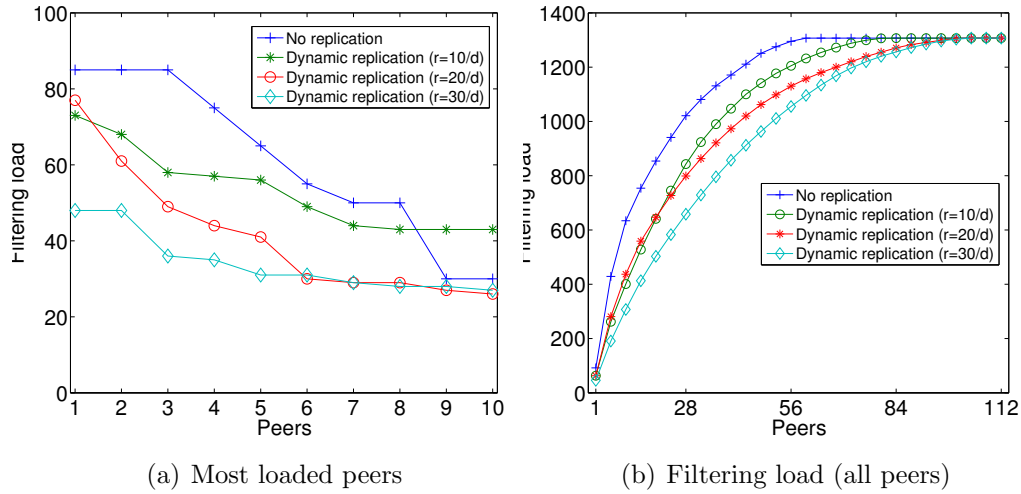 100
80
60
40
20
0
Filtering load
No replication
Dynamic replication (r=10/d)
Dynamic replication (r=20/d)
Dynamic replication (r=30/d)
1 2 3 4 5 6 7 8 9 10
Peers
(a) Most loaded peers
1400
1200
1000
800
600
400
200
0
Filtering load
No replication
Dynamic replication (r=10/d)
Dynamic replication (r=20/d)
Dynamic replication (r=30/d)
1 28 56 84 112
Peers
(b) Filtering load (all peers)